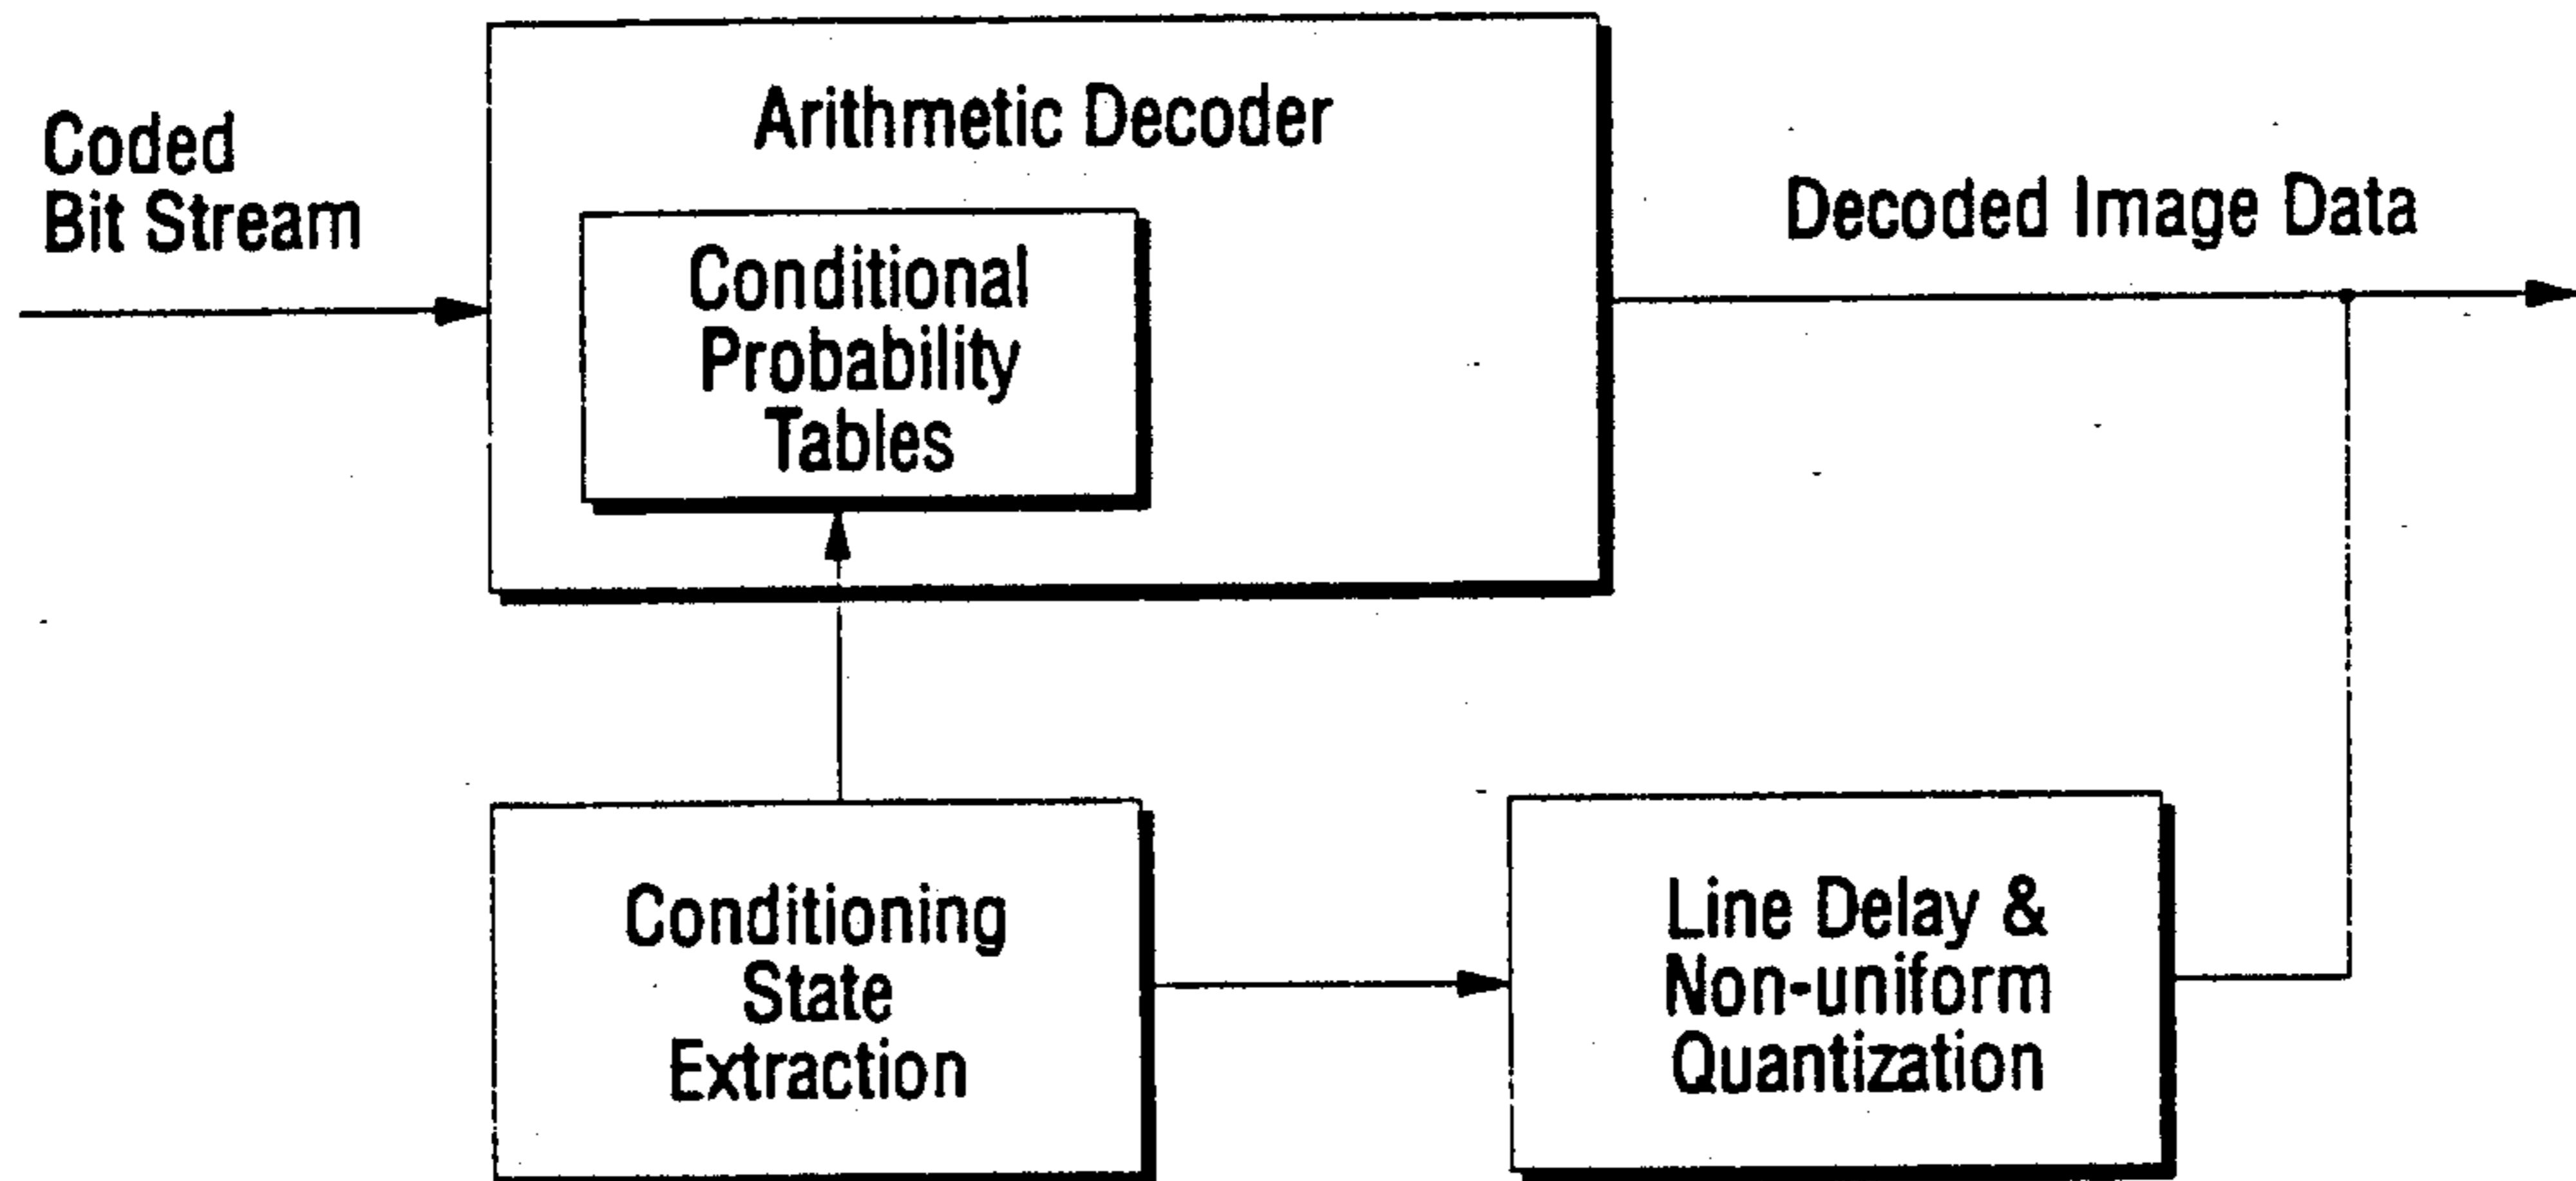 Coded
Bit Stream
Arithmetic Decoder
Conditional
Probability
Tables
Decoded Image Data
Conditioning
State
Extraction
Line Delay &
Non-uniform
Quantization